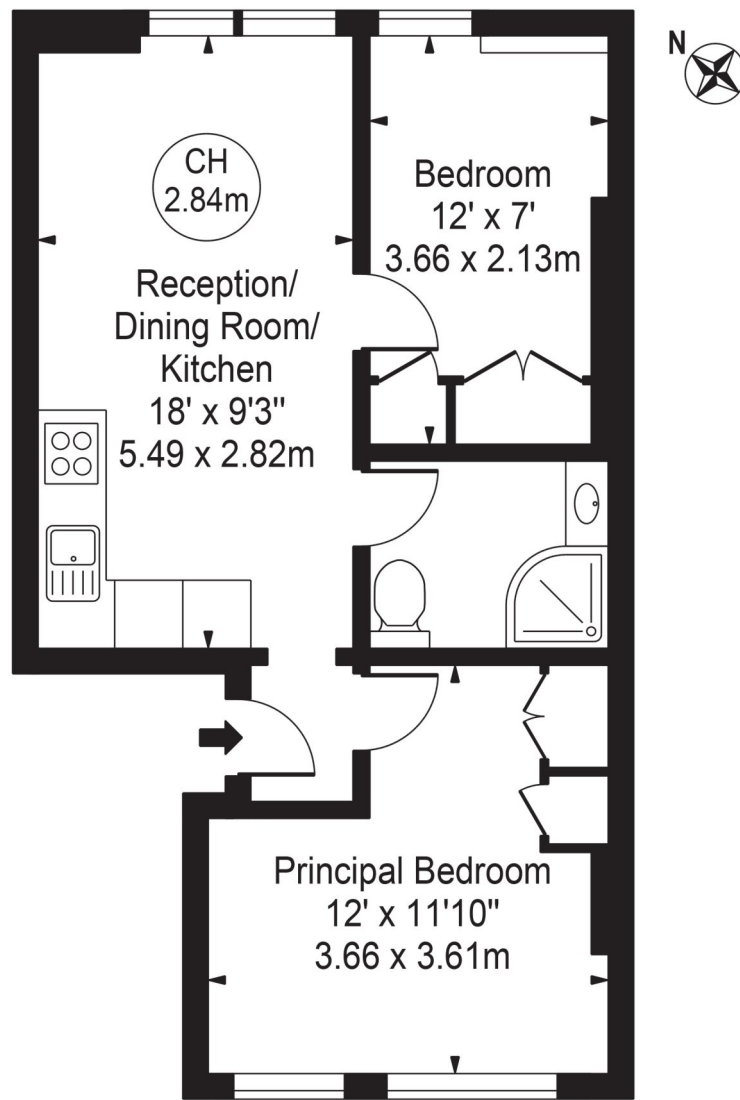 N
CH
2.84m
Bedroom
12' x 7'
3.66 x 2.13m
Reception/
Dining Room/
Kitchen
18' x 9'3"
5.49 x 2.82m
Principal Bedroom
12' x 11'10"
3.66 x 3.61m